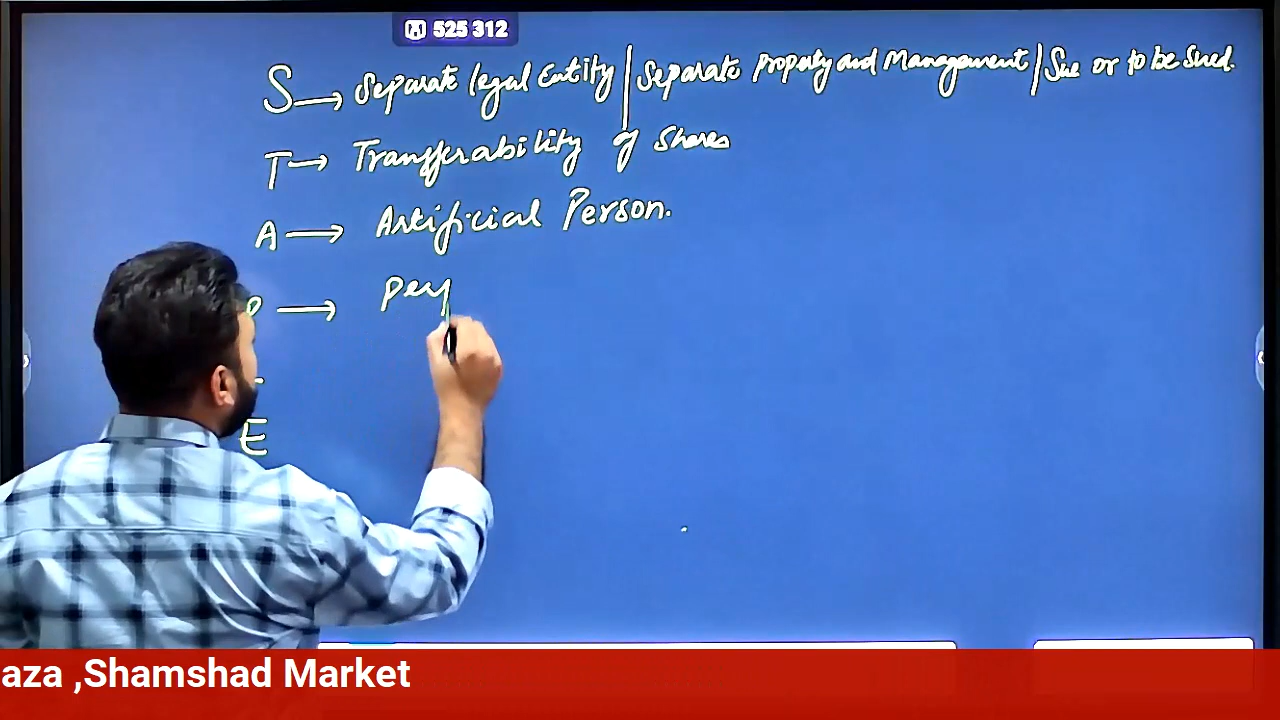 525 312
S → Separate legal Entity | Separate Property and Management | Sue or to be Sued.
T → Transferability of Shares
A → Artificial Person.
P → Perp
E
aza ,Shamshad Market